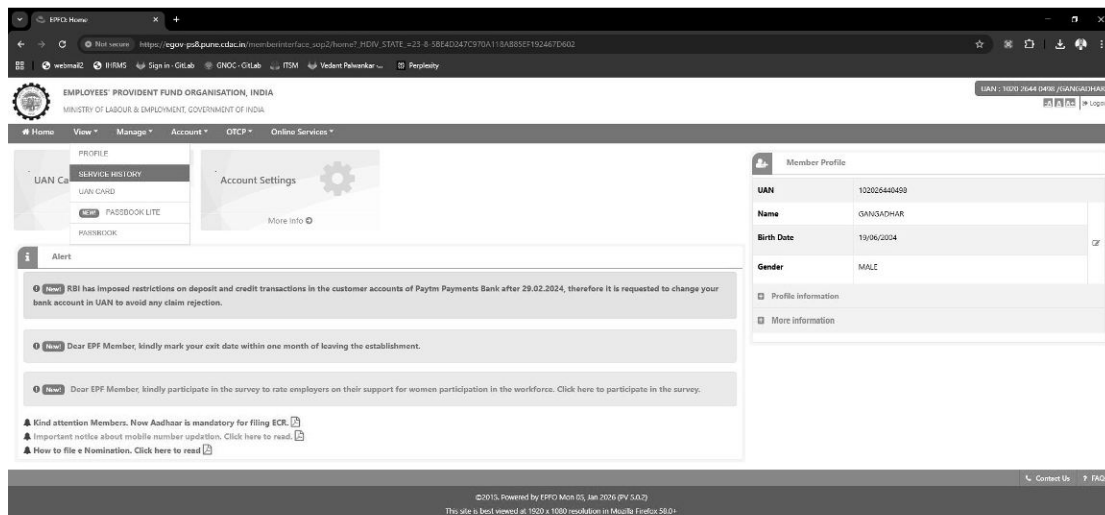 EPFO: Home
Not secure https://egov-ps8.pune.cdac.in/memberinterface_sop2/home?_HDIV_STATE_=23-8-5BE4D247C970A118A885EF192467D602
webmail2 IHRMS Sign in · GitLab GNOC · GitLab ITSM Vedant Palwankar -... Perplexity
EMPLOYEES' PROVIDENT FUND ORGANISATION, INDIA
MINISTRY OF LABOUR & EMPLOYMENT, GOVERNMENT OF INDIA
UAN : 1020 2644 0498 /GANGADHAR
Home View Manage Account OTCP Online Services
PROFILE
SERVICE HISTORY
UAN CARD
NEW! PASSBOOK LITE
PASSBOOK
UAN Ca
Account Settings
More Info
Member Profile
UAN 102026440498
Name GANGADHAR
Birth Date 19/06/2004
Gender MALE
Profile information
More information
Alert
New! RBI has imposed restrictions on deposit and credit transactions in the customer accounts of Paytm Payments Bank after 29.02.2024, therefore it is requested to change your
bank account in UAN to avoid any claim rejection.
New! Dear EPF Member, kindly mark your exit date within one month of leaving the establishment.
New! Dear EPF Member, kindly participate in the survey to rate employers on their support for women participation in the workforce. Click here to participate in the survey.
Kind attention Members. Now Aadhaar is mandatory for filing ECR.
Important notice about mobile number updation. Click here to read.
How to file e Nomination. Click here to read
Contact Us ? FAQ
©2015. Powered by EPFO Mon 05, Jan 2026 (PV 5.0.2)
This site is best viewed at 1920 x 1080 resolution in Mozilla Firefox 58.0+